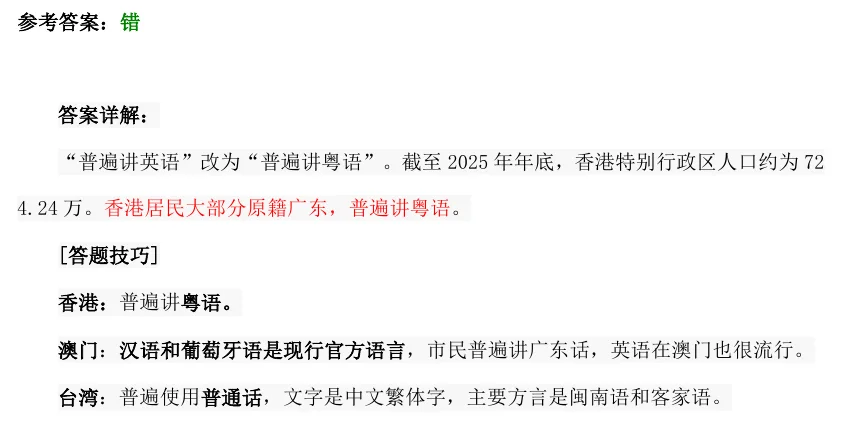 参考答案：错
答案详解：
“普遍讲英语”改为“普遍讲粤语”。截至 2025 年年底，香港特别行政区人口约为 72
4.24 万。香港居民大部分原籍广东，普遍讲粤语。
[答题技巧]
香港：普遍讲粤语。
澳门：汉语和葡萄牙语是现行官方语言，市民普遍讲广东话，英语在澳门也很流行。
台湾：普遍使用普通话，文字是中文繁体字，主要方言是闽南语和客家语。